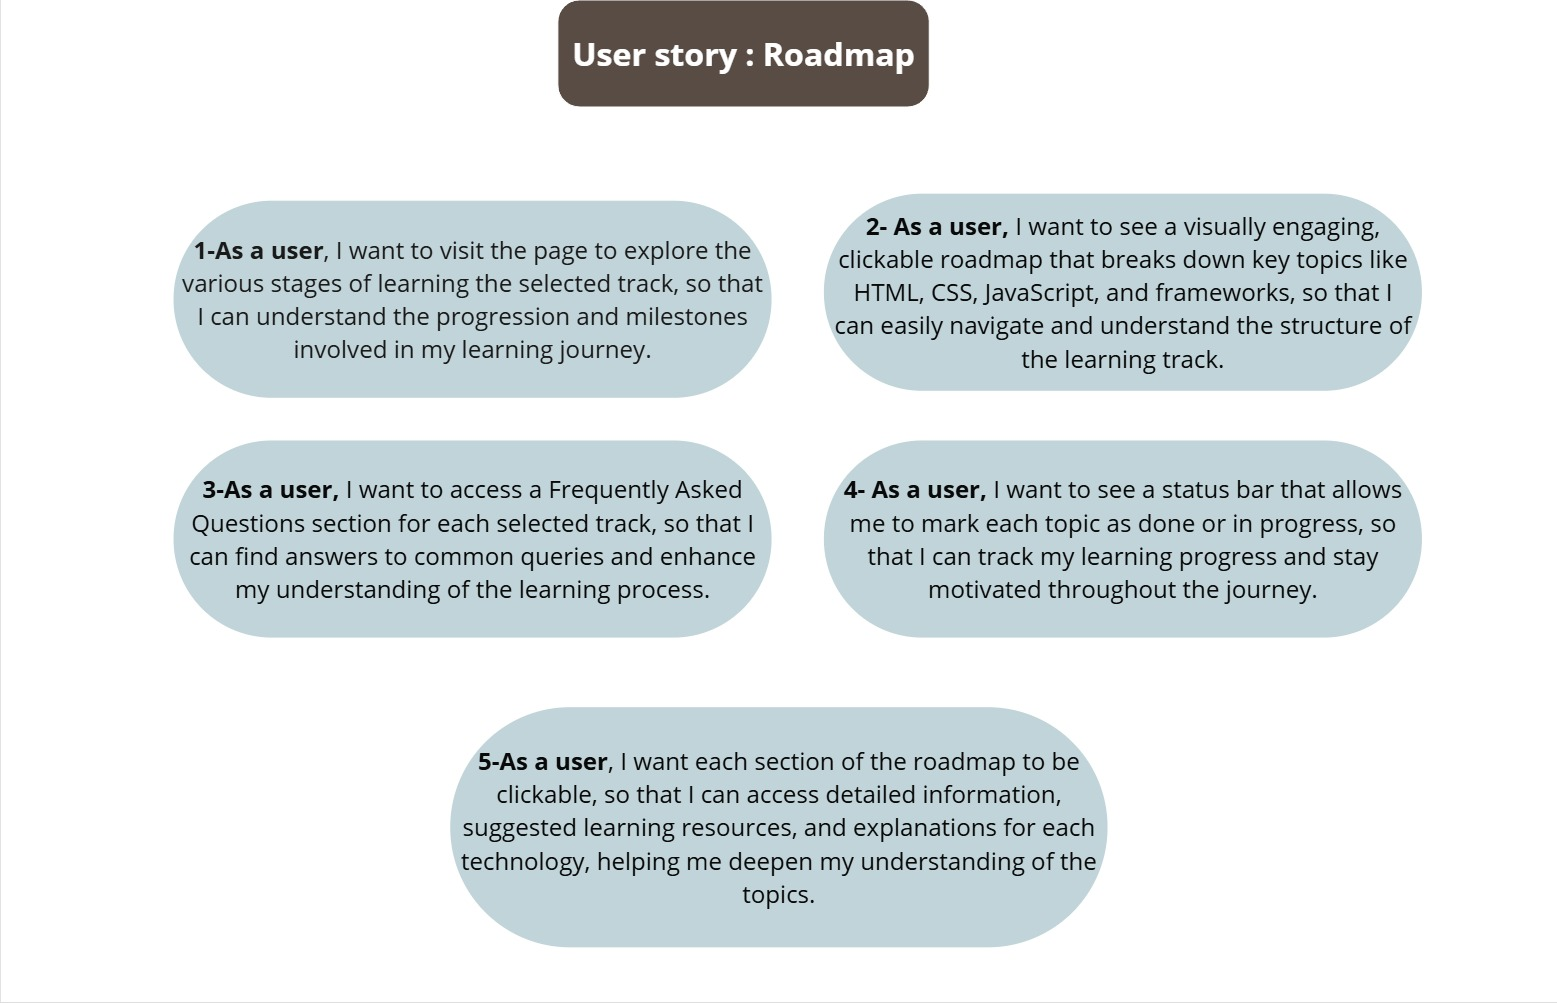 User story : Roadmap
1-As a user, I want to visit the page to explore the
various stages of learning the selected track, so that
I can understand the progression and milestones
involved in my learning journey.
2- As a user, I want to see a visually engaging,
clickable roadmap that breaks down key topics like
HTML, CSS, JavaScript, and frameworks, so that I
can easily navigate and understand the structure of
the learning track.
3-As a user, I want to access a Frequently Asked
Questions section for each selected track, so that I
can find answers to common queries and enhance
my understanding of the learning process.
4- As a user, I want to see a status bar that allows
me to mark each topic as done or in progress, so
that I can track my learning progress and stay
motivated throughout the journey.
5-As a user, I want each section of the roadmap to be
clickable, so that I can access detailed information,
suggested learning resources, and explanations for each
technology, helping me deepen my understanding of the
topics.